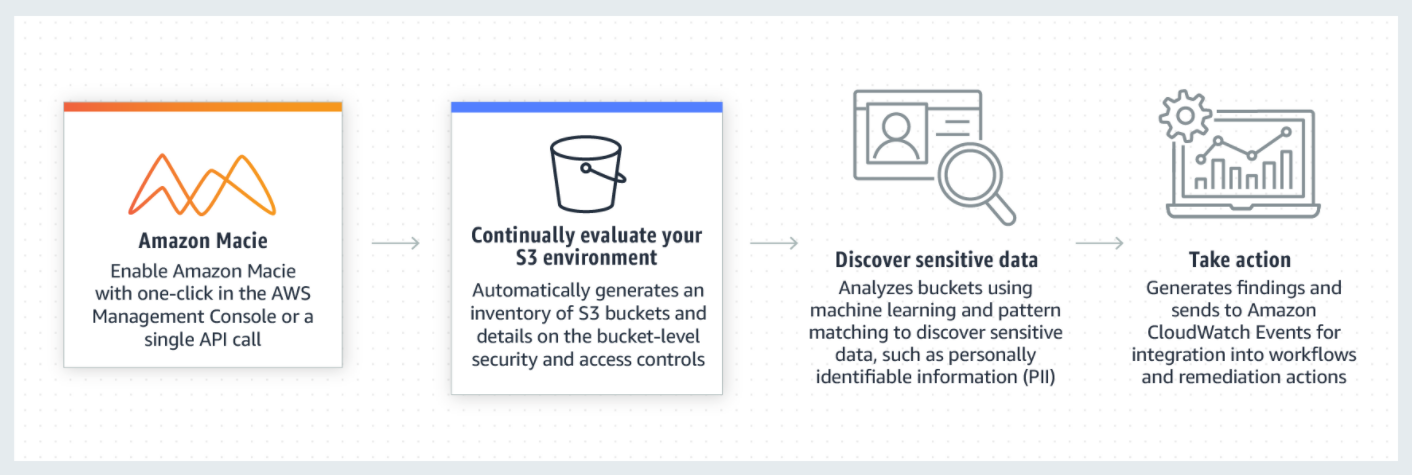 Amazon Macie
Enable Amazon Macie
with one-click in the AWS
Management Console or a
single API call
Continually evaluate your
S3 environment
Automatically generates an
inventory of S3 buckets and
details on the bucket-level
security and access controls
Discover sensitive data
Analyzes buckets using
machine learning and pattern
matching to discover sensitive
data, such as personally
identifiable information (PII)
Take action
Generates findings and
sends to Amazon
CloudWatch Events for
integration into workflows
and remediation actions